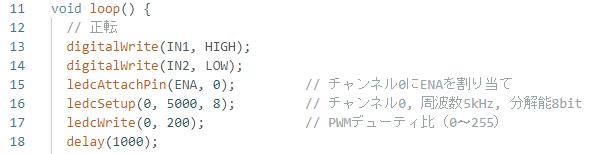 11 void loop() {
12 // 正転
13 digitalWrite(IN1, HIGH);
14 digitalWrite(IN2, LOW);
15 ledcAttachPin(ENA, 0); // チャンネル0にENAを割り当て
16 ledcSetup(0, 5000, 8); // チャンネル0, 周波数5kHz, 分解能8bit
17 ledcWrite(0, 200); // PWMデューティ比（0～255）
18 delay(1000);